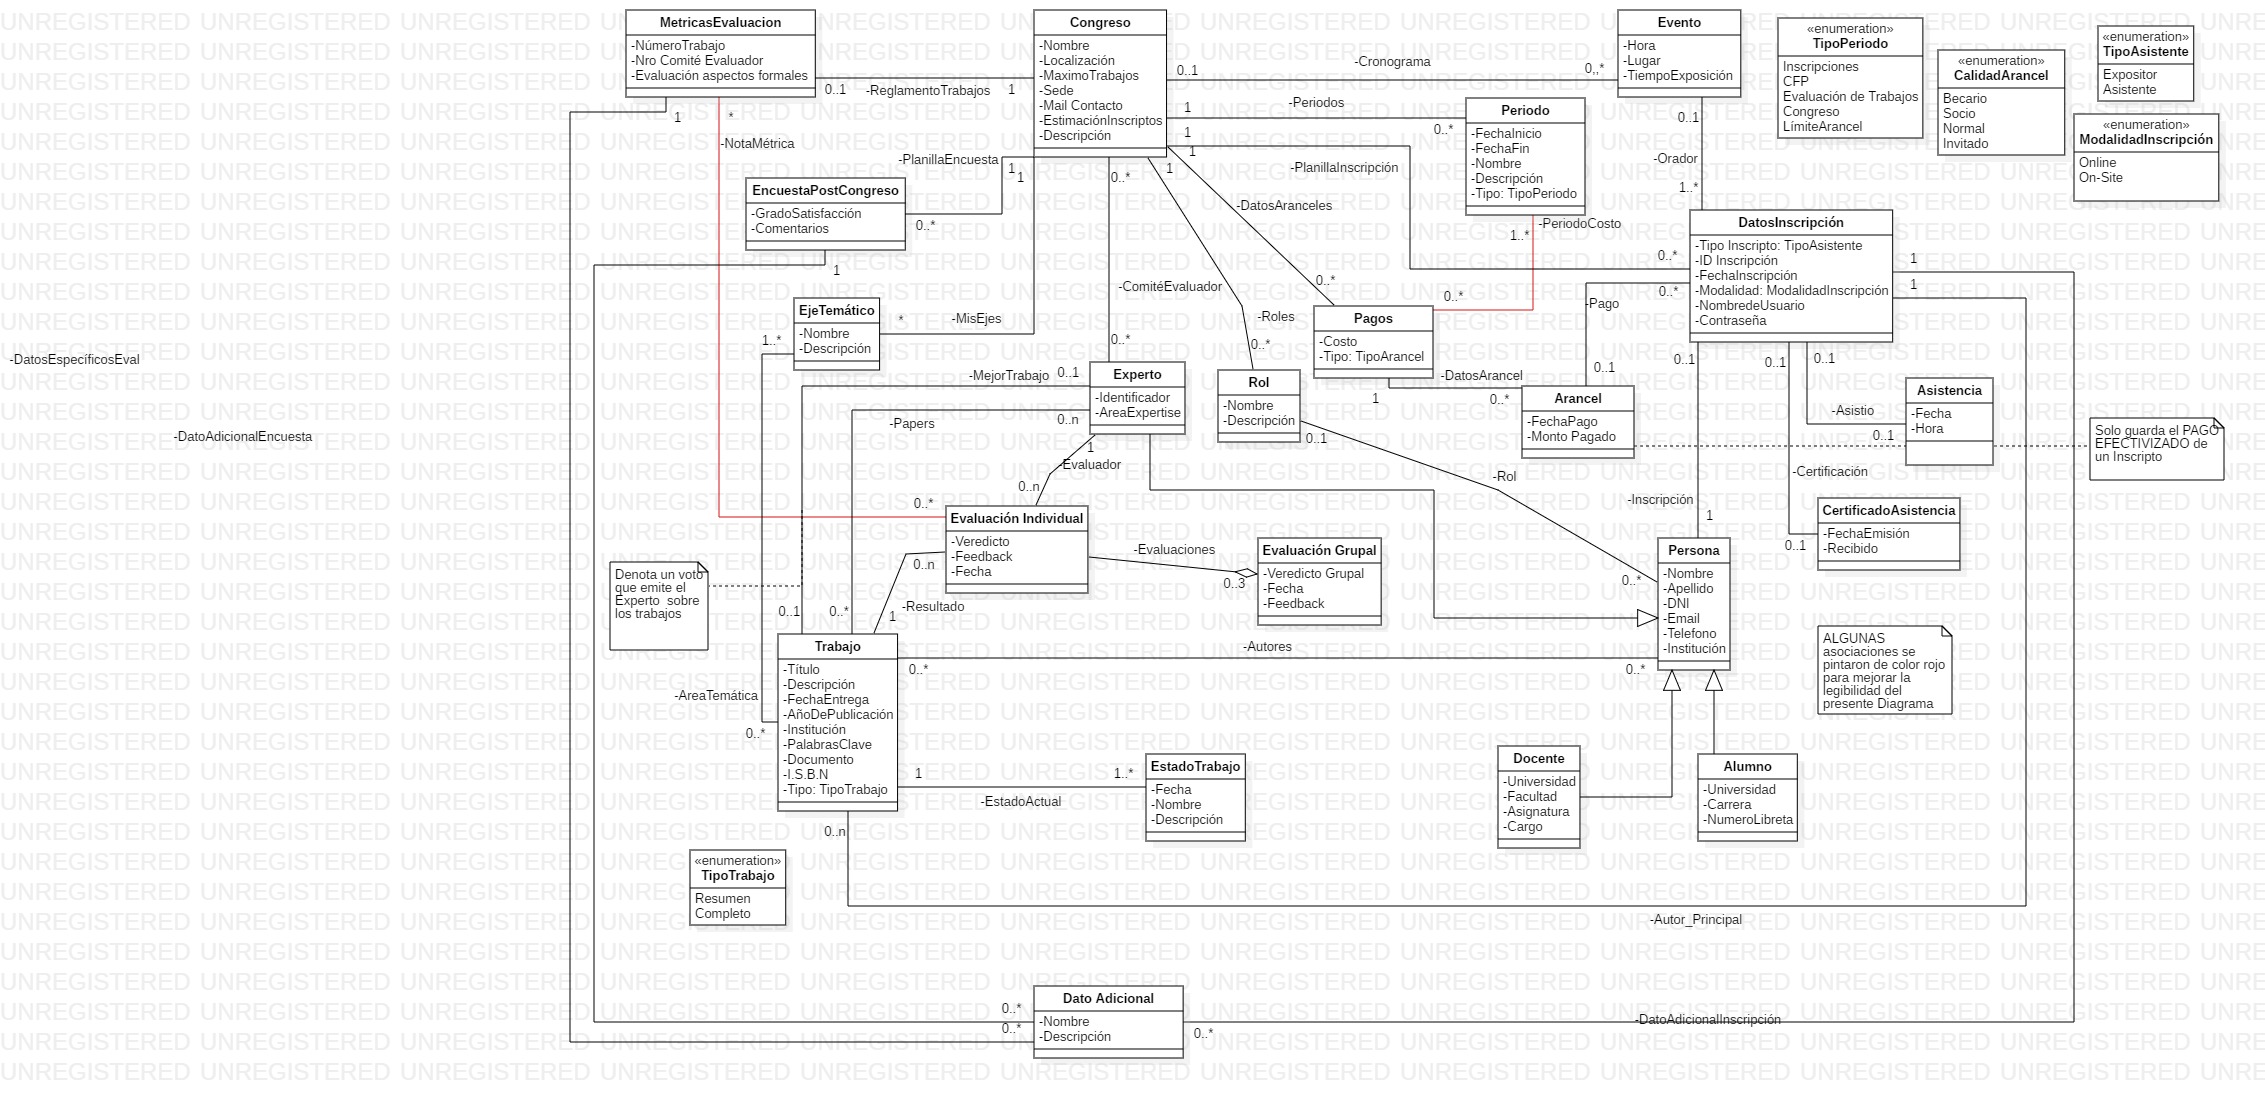 MetricasEvaluacion
-NúmeroTrabajo
-Nro Comité Evaluador
-Evaluación aspectos formales
0..1
-ReglamentoTrabajos
1
Congreso
-Nombre
-Localización
-MaximoTrabajos
-Sede
-Mail Contacto
-EstimaciónInscriptos
-Descripción
0..1
-Cronograma
0,,*
Evento
-Hora
-Lugar
-TiempoExposición
«enumeration»
TipoPeriodo
Inscripciones
CFP
Evaluación de Trabajos
Congreso
LímiteArancel
«enumeration»
CalidadArancel
Becario
Socio
Normal
Invitado
«enumeration»
TipoAsistente
Expositor
Asistente
«enumeration»
ModalidadInscripción
Online
On-Site
1
*
-NotaMétrica
1
-Periodos
0..*
Periodo
-FechaInicio
-FechaFin
-Nombre
-Descripción
-Tipo: TipoPeriodo
0..1
-Orador
1..*
1
-PlanillaInscripción
0..*
1
-DatosAranceles
0..*
1
-Roles
0..*
-PlanillaEncuesta
1
1
0..*
EncuestaPostCongreso
-GradoSatisfacción
-Comentarios
0..*
1
-ComitéEvaluador
0..*
-PeriodoCosto
1..*
0..*
DatosInscripción
-Tipo Inscripto: TipoAsistente
-ID Inscripción
-FechaInscripción
-Modalidad: ModalidadInscripción
-NombredeUsuario
-Contraseña
1
1
EjeTemático
-Nombre
-Descripción
*
-MisEjes
1..*
Pagos
-Costo
-Tipo: TipoArancel
-Pago
0..*
0..1
-DatosArancel
1
0..*
-DatosEspecíficosEval
-DatoAdicionalEncuesta
-MejorTrabajo
0..1
-Papers
0..n
Experto
-Identificador
-AreaExpertise
Rol
-Nombre
-Descripción
0..1
-Rol
0..*
Arancel
-FechaPago
-Monto Pagado
0..1
0..1
0..1
-Asistio
0..1
Asistencia
-Fecha
-Hora
Solo guarda el PAGO
EFECTIVIZADO de
un Inscripto
-Certificación
0..1
CertificadoAsistencia
-FechaEmisión
-Recibido
-Inscripción
1
1
-Evaluador
0..n
0..*
Evaluación Individual
-Veredicto
-Feedback
-Fecha
-Evaluaciones
0..3
Evaluación Grupal
-Veredicto Grupal
-Fecha
-Feedback
Persona
-Nombre
-Apellido
-DNI
-Email
-Telefono
-Institución
Denota un voto
que emite el
Experto  sobre
los trabajos
0..n
-Resultado
1
0..1
0..*
Trabajo
-Título
-Descripción
-FechaEntrega
-AñoDePublicación
-Institución
-PalabrasClave
-Documento
-I.S.B.N
-Tipo: TipoTrabajo
-Autores
0..*
0..*
ALGUNAS
asociaciones se
pintaron de color rojo
para mejorar la
legibilidad del
presente Diagrama
-AreaTemática
0..*
1
-EstadoActual
1..*
EstadoTrabajo
-Fecha
-Nombre
-Descripción
Docente
-Universidad
-Facultad
-Asignatura
-Cargo
Alumno
-Universidad
-Carrera
-NumeroLibreta
0..n
«enumeration»
TipoTrabajo
Resumen
Completo
-Autor_Principal
Dato Adicional
-Nombre
-Descripción
0..*
0..*
0..*
-DatoAdicionalInscripción
UNREGISTERED